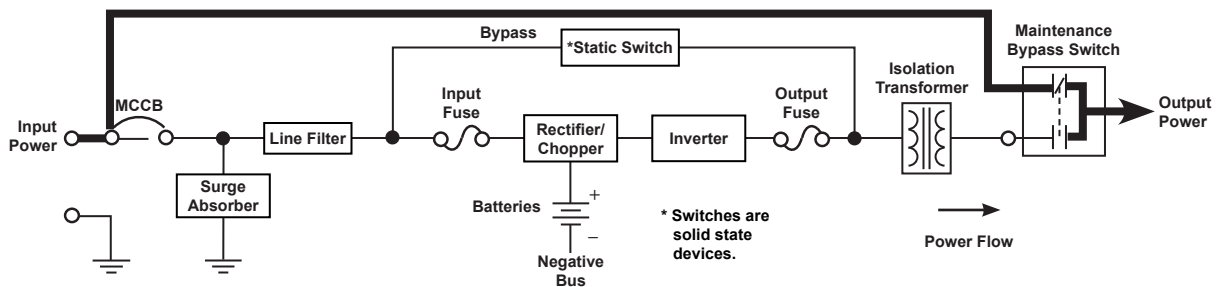 Maintenance
Bypass Switch
Bypass
*Static Switch
Isolation
Transformer
MCCB
Input
Fuse
Output
Fuse
Output
Power
Input
Power
Line Filter
Rectifier/
Chopper
Inverter
Surge
Absorber
Batteries
+
–
* Switches are
solid state
devices.
Power Flow
Negative
Bus